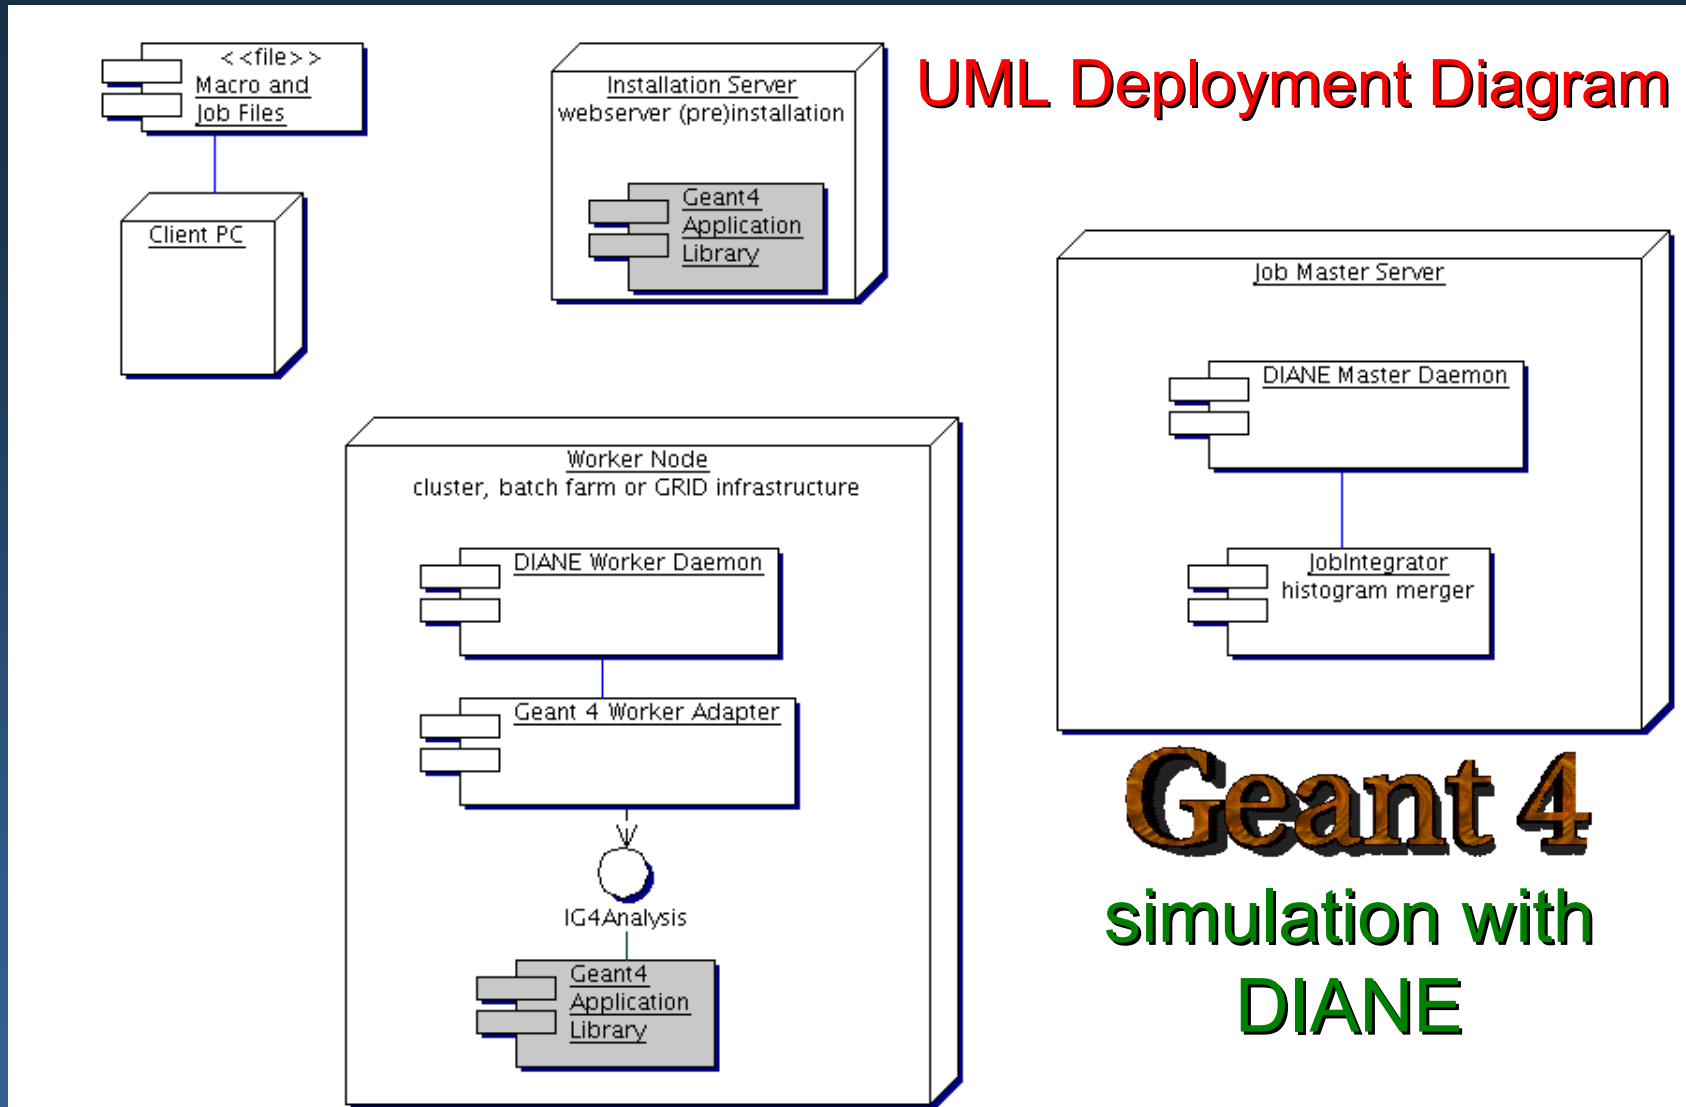 <<file>>
Macro and
Job Files
Client PC
Installation Server
webserver (pre)installation
Geant4
Application
Library
UML Deployment Diagram
Job Master Server
DIANE Master Daemon
JobIntegrator
histogram merger
Worker Node
cluster, batch farm or GRID infrastructure
DIANE Worker Daemon
Geant 4 Worker Adapter
IG4Analysis
Geant4
Application
Library
Geant 4
simulation with
DIANE